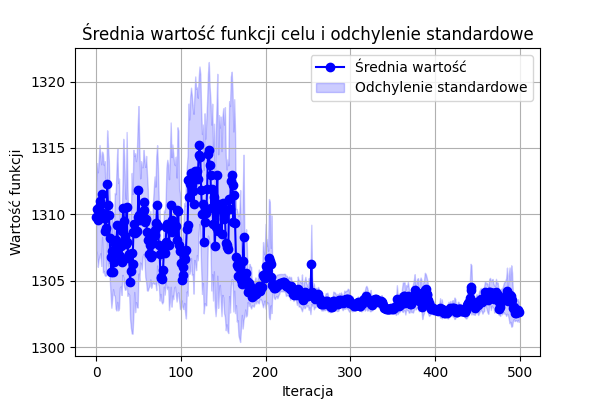 Średnia wartość funkcji celu i odchylenie standardowe
Wartość funkcji
1320
1315
1310
1305
1300
Średnia wartość
Odchylenie standardowe
0 100 200 300 400 500
Iteracja